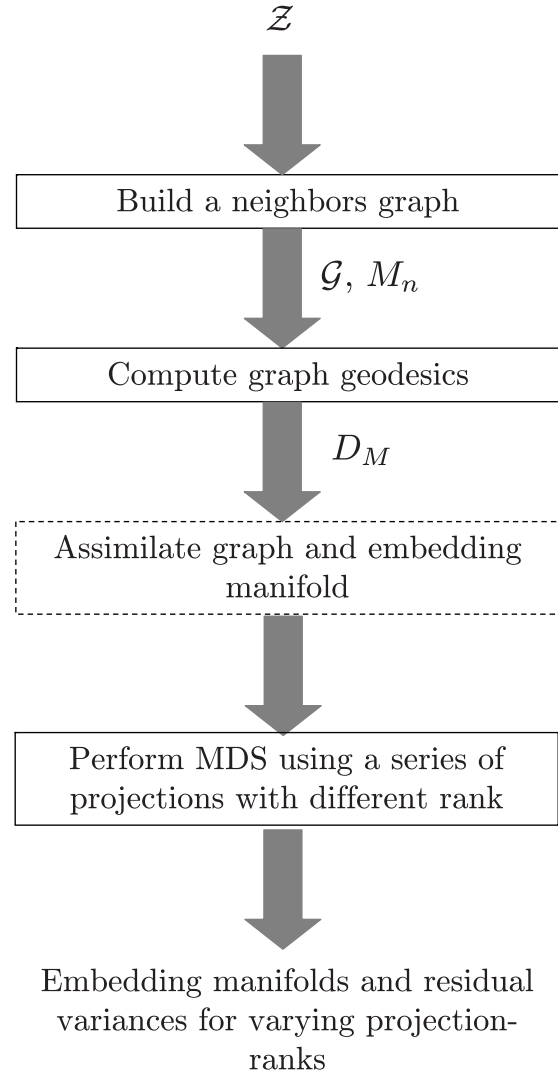 𝒵
Build a neighbors graph
𝒢, Mₙ
Compute graph geodesics
D_M
Assimilate graph and embedding
manifold
Perform MDS using a series of
projections with different rank
Embedding manifolds and residual
variances for varying projection-
ranks